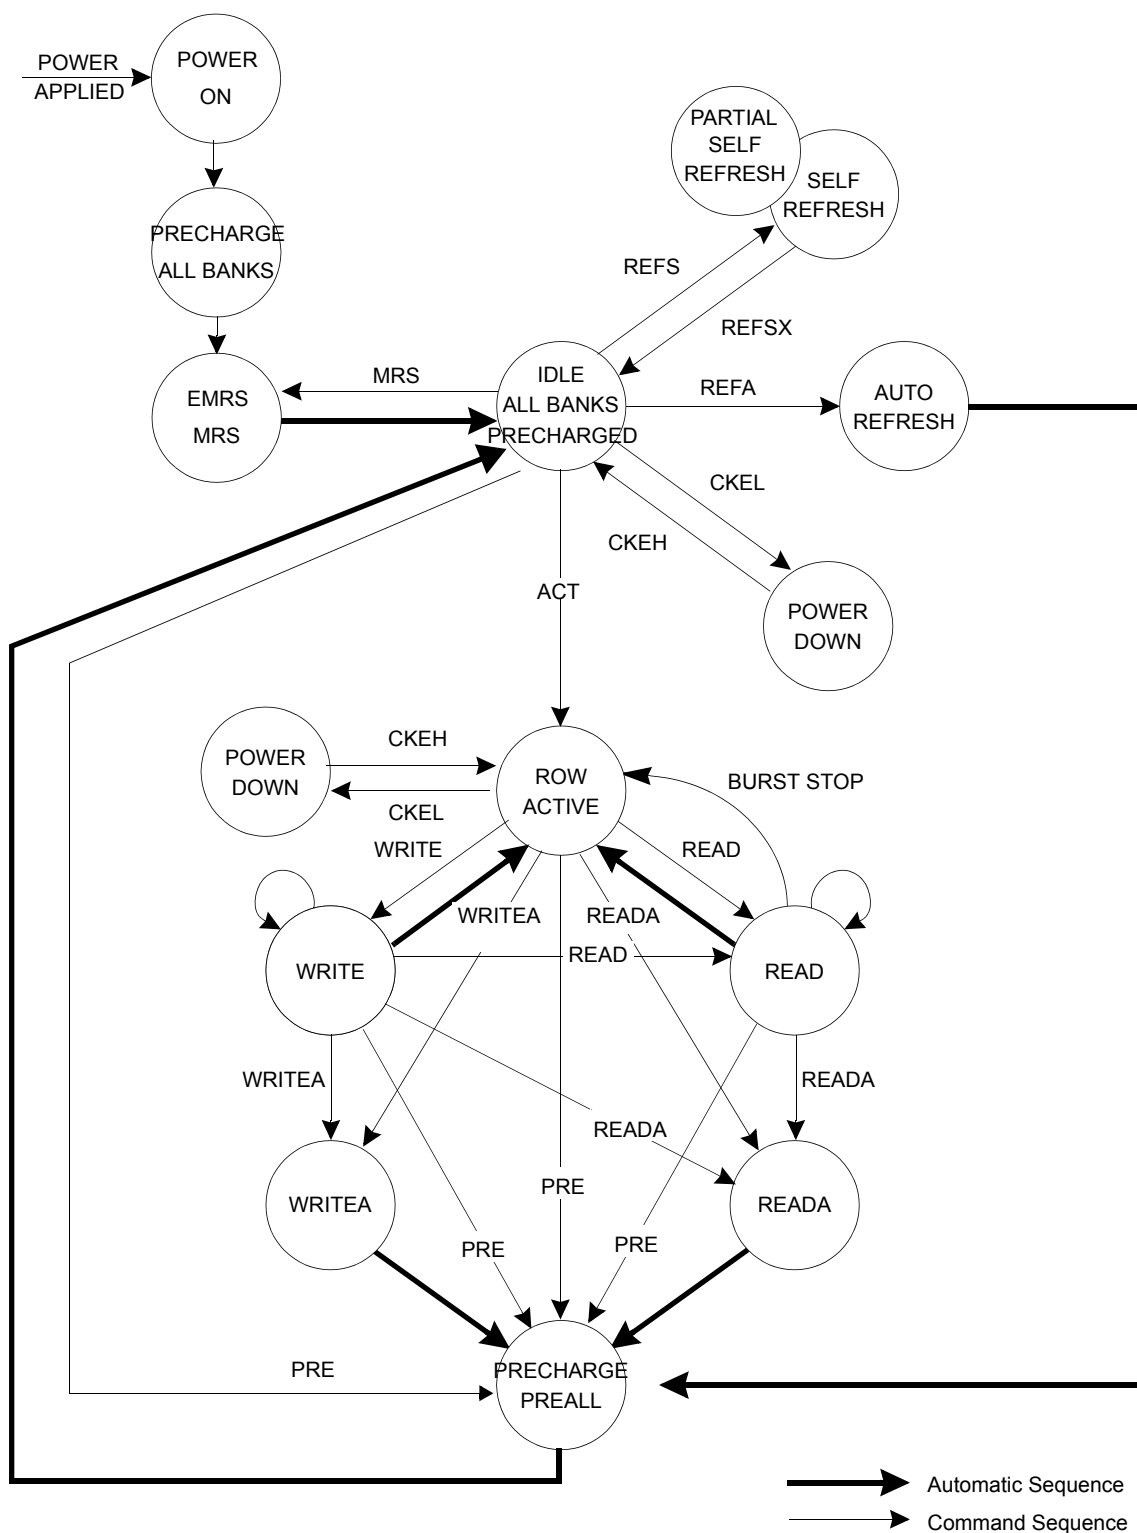 POWER
APPLIED
POWER
ON
PARTIAL
SELF
REFRESH
SELF
REFRESH
PRECHARGE
ALL BANKS
REFS
REFSX
EMRS
MRS
MRS
IDLE
ALL BANKS
PRECHARGED
REFA
AUTO
REFRESH
CKEL
CKEH
ACT
POWER
DOWN
POWER
DOWN
CKEH
CKEL
ROW
ACTIVE
BURST STOP
WRITE
READ
WRITEA
READA
WRITE
READ
READ
WRITEA
READA
READA
WRITEA
PRE
READA
PRE
PRE
PRE
PRECHARGE
PREALL
Automatic Sequence
Command Sequence